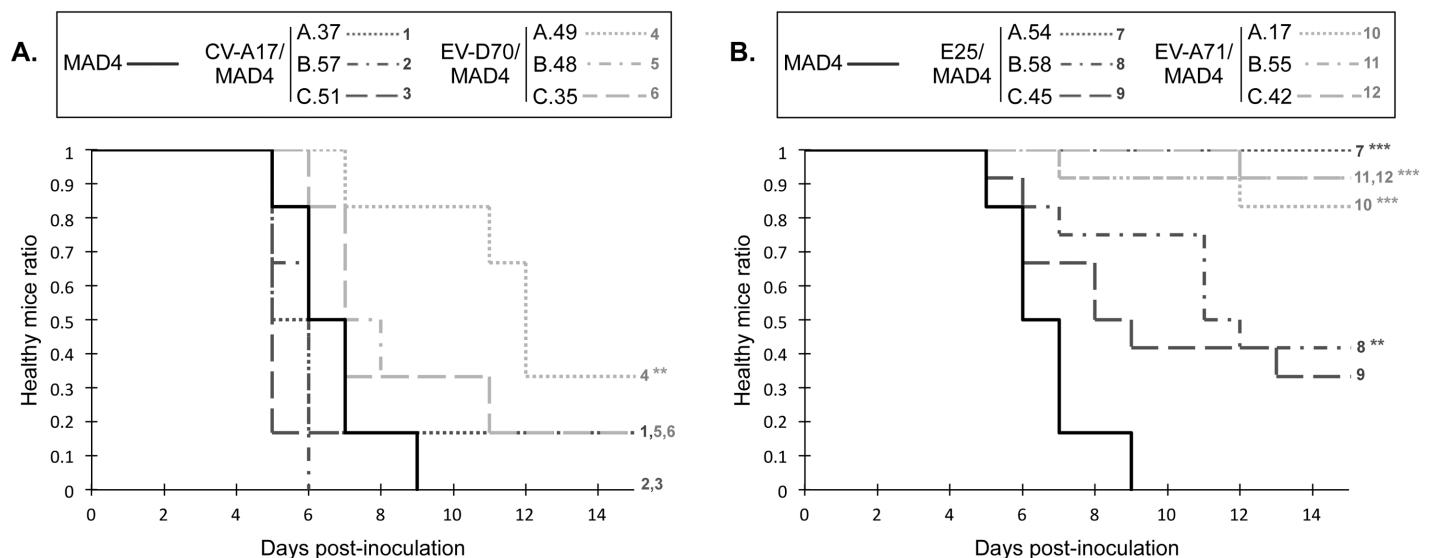 A.
MAD4
CV-A17/
MAD4
A.37 1
B.57 2
C.51 3
EV-D70/
MAD4
A.49 4
B.48 5
C.35 6
Healthy mice ratio
1
0.9
0.8
0.7
0.6
0.5
0.4
0.3
0.2
0.1
0
4 **
1,5,6
2,3
0 2 4 6 8 10 12 14
Days post-inoculation
B.
MAD4
E25/
MAD4
A.54 7
B.58 8
C.45 9
EV-A71/
MAD4
A.17 10
B.55 11
C.42 12
Healthy mice ratio
1
0.9
0.8
0.7
0.6
0.5
0.4
0.3
0.2
0.1
0
7 ***
11,12 ***
10 ***
8 **
9
0 2 4 6 8 10 12 14
Days post-inoculation